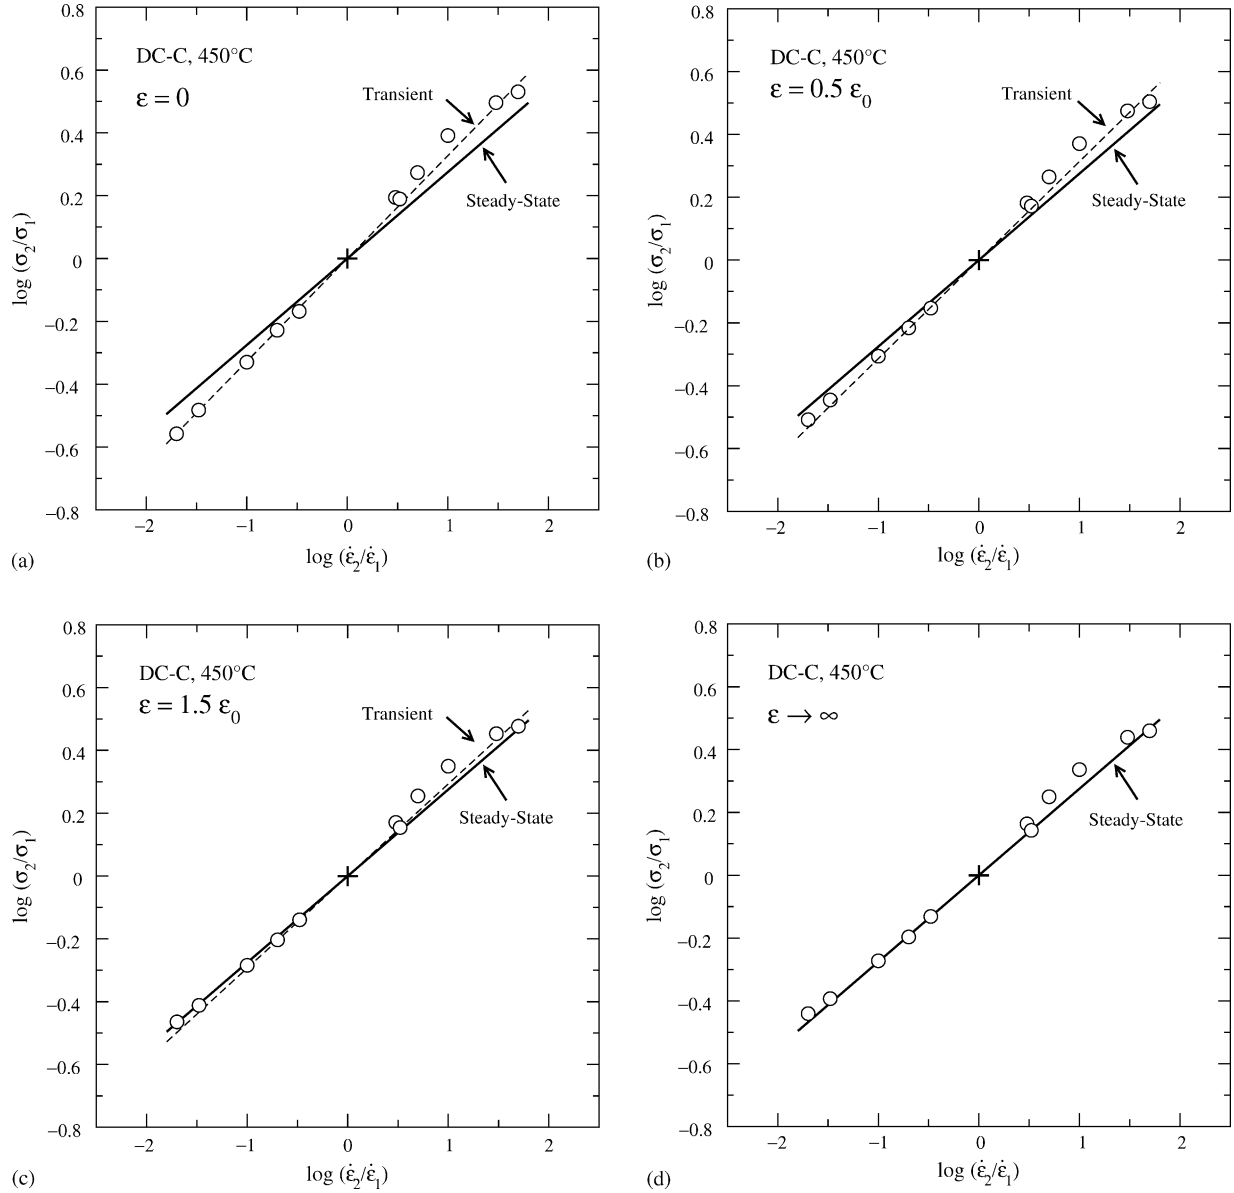 0.8
0.6
0.4
0.2
0
−0.2
−0.4
−0.6
−0.8
DC-C, 450°C
ε = 0
Transient
Steady-State
log (σ₂/σ₁)
−2 −1 0 1 2
log (ε̇₂/ε̇₁)
(a)
0.8
0.6
0.4
0.2
0
−0.2
−0.4
−0.6
−0.8
DC-C, 450°C
ε = 0.5 ε₀
Transient
Steady-State
log (σ₂/σ₁)
−2 −1 0 1 2
log (ε̇₂/ε̇₁)
(b)
0.8
0.6
0.4
0.2
0
−0.2
−0.4
−0.6
−0.8
DC-C, 450°C
ε = 1.5 ε₀
Transient
Steady-State
log (σ₂/σ₁)
−2 −1 0 1 2
log (ε̇₂/ε̇₁)
(c)
0.8
0.6
0.4
0.2
0
−0.2
−0.4
−0.6
−0.8
DC-C, 450°C
ε → ∞
Steady-State
log (σ₂/σ₁)
−2 −1 0 1 2
log (ε̇₂/ε̇₁)
(d)